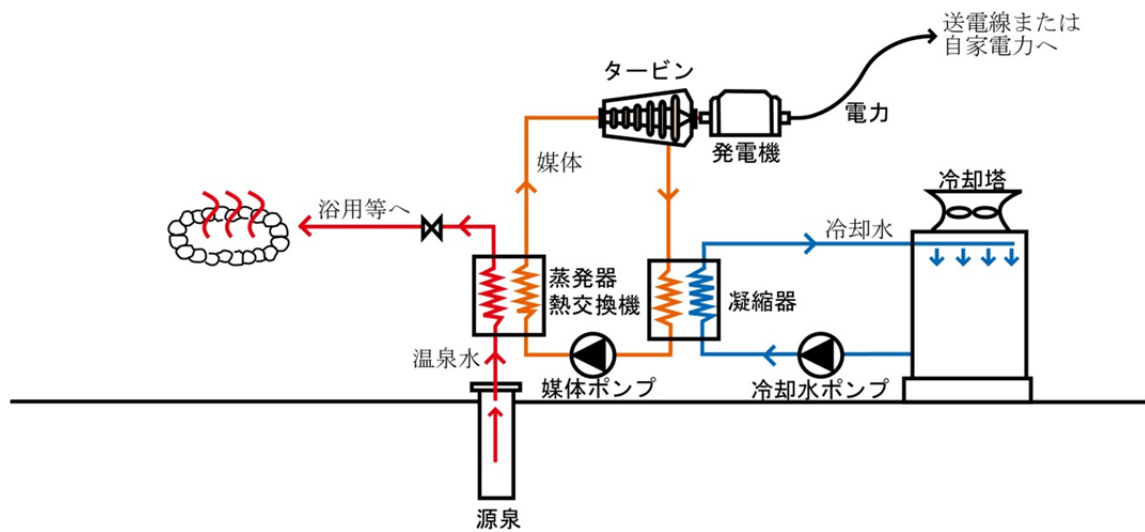 送電線または
自家電力へ
タービン
電力
発電機
媒体
冷却塔
浴用等へ
冷却水
蒸発器
熱交換機
凝縮器
温泉水
媒体ポンプ
冷却水ポンプ
源泉